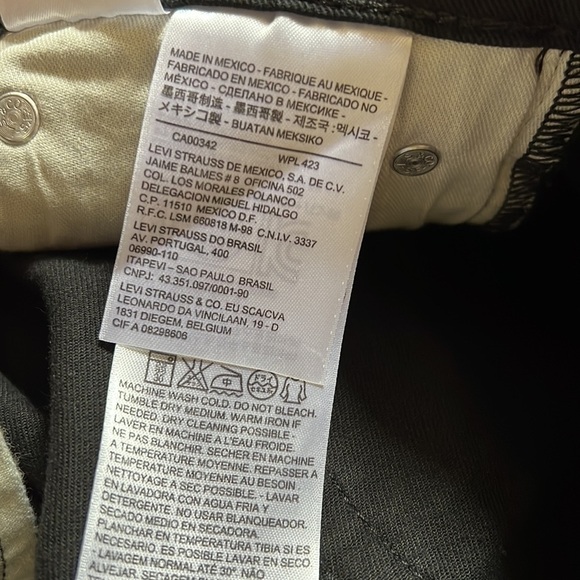 MADE IN MEXICO - FABRIQUE AU MEXIQUE -
FABRICADO EN MEXICO - FABRICADO NO
MÉXICO - СДЕЛАНО В МЕКСИКЕ -
墨西哥制造 - 墨西哥製造 - 제조국 :멕시코 -
メキシコ製 - BUATAN MEKSIKO
CA00342 WPL 423
LEVI STRAUSS DE MEXICO, S.A. DE C.V.
JAIME BALMES # 8 OFICINA 502
COL. LOS MORALES POLANCO
DELEGACION MIGUEL HIDALGO
C.P. 11510 MEXICO D.F.
R.F.C. LSM 660818 M-98 C.N.I.V. 3337
LEVI STRAUSS DO BRASIL
AV. PORTUGAL, 400
06990-110
ITAPEVI – SAO PAULO BRASIL
CNPJ: 43.351.097/0001-90
LEVI STRAUSS & CO. EU SCA/CVA
LEONARDO DA VINCILAAN, 19 - D
1831 DIEGEM, BELGIUM
CIF A 08298606
MACHINE WASH COLD. DO NOT BLEACH.
TUMBLE DRY MEDIUM. WARM IRON IF
NEEDED, DRY CLEANING POSSIBLE -
LAVER EN MACHINE A L'EAU FROIDE.
NE PAS BLANCHIR. SECHER EN MACHINE
A TEMPERATURE MOYENNE. REPASSER A
TEMPERATURE MOYENNE AU BESOIN.
NETTOYAGE A SEC POSSIBLE. - LAVAR
EN LAVADORA CON AGUA FRIA Y
DETERGENTE. NO USAR BLANQUEADOR.
SECADO MEDIO EN SECADORA.
PLANCHAR EN TEMPERATURA TIBIA SI ES
NECESARIO. ES POSIBLE LAVAR EN SECO.
- LAVAGEM NORMAL ATÉ 30°. NÃO
ALVEJAR.